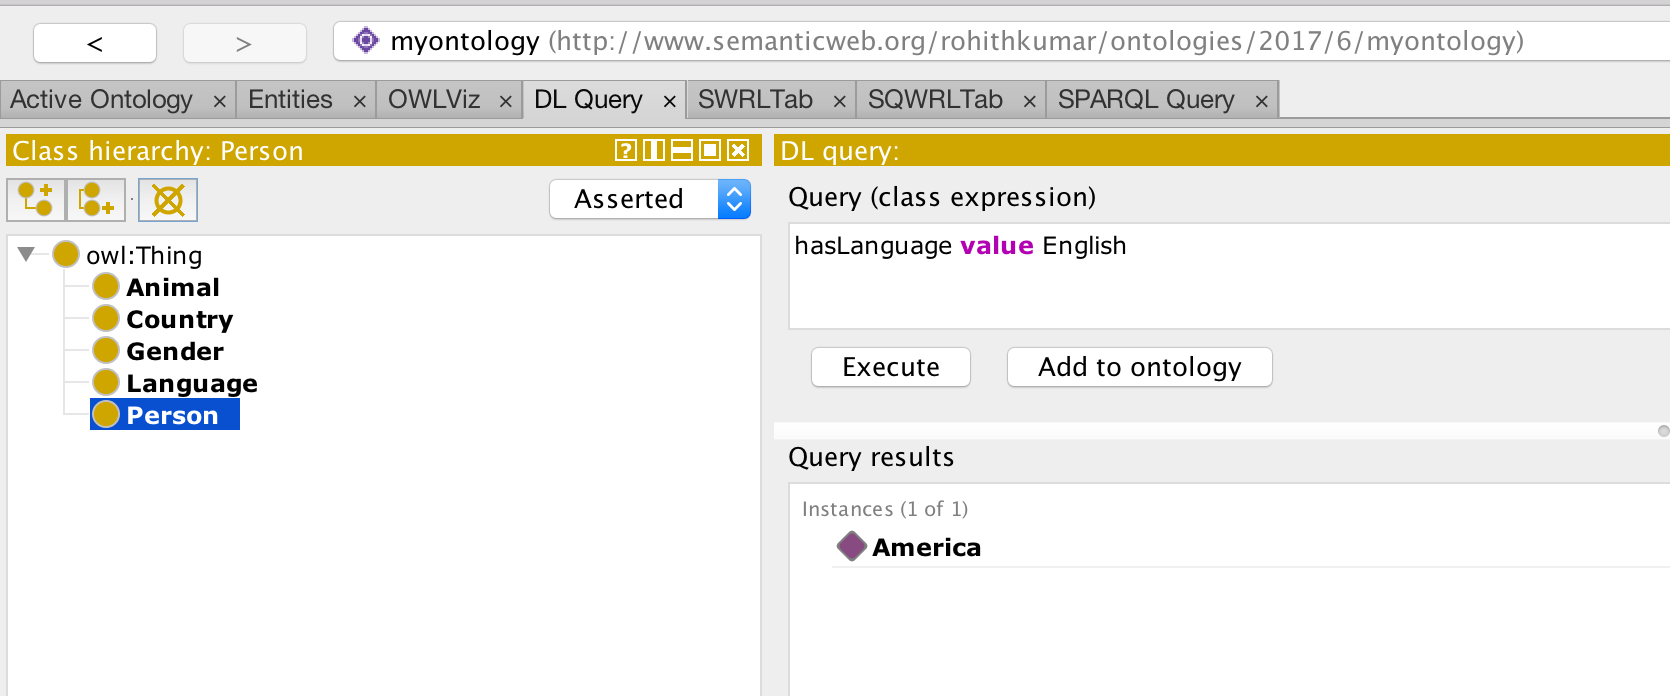 < > myontology (http://www.semanticweb.org/rohithkumar/ontologies/2017/6/myontology)
Active Ontology × Entities × OWLViz × DL Query × SWRLTab × SQWRLTab × SPARQL Query ×
Class hierarchy: Person
Asserted
owl:Thing
Animal
Country
Gender
Language
Person
DL query:
Query (class expression)
hasLanguage value English
Execute Add to ontology
Query results
Instances (1 of 1)
America